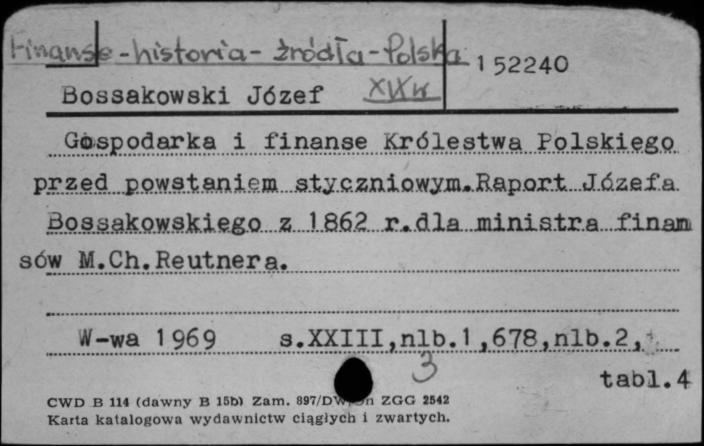 Finanse-historia-źródła-Polska
152240
Bossakowski Józef XIX w
Gospodarka i finanse Królestwa Polskiego
przed powstaniem styczniowym.Raport Józefa
Bossakowskiego z 1862 r.dla ministra finan
sów M.Ch.Reutnera.
W-wa 1969 s.XXIII,nlb.1,678,nlb.2,
3
tabl.4
CWD B 114 (dawny B 15b) Zam. 897/DW ZGG 2542
Karta katalogowa wydawnictw ciągłych i zwartych.